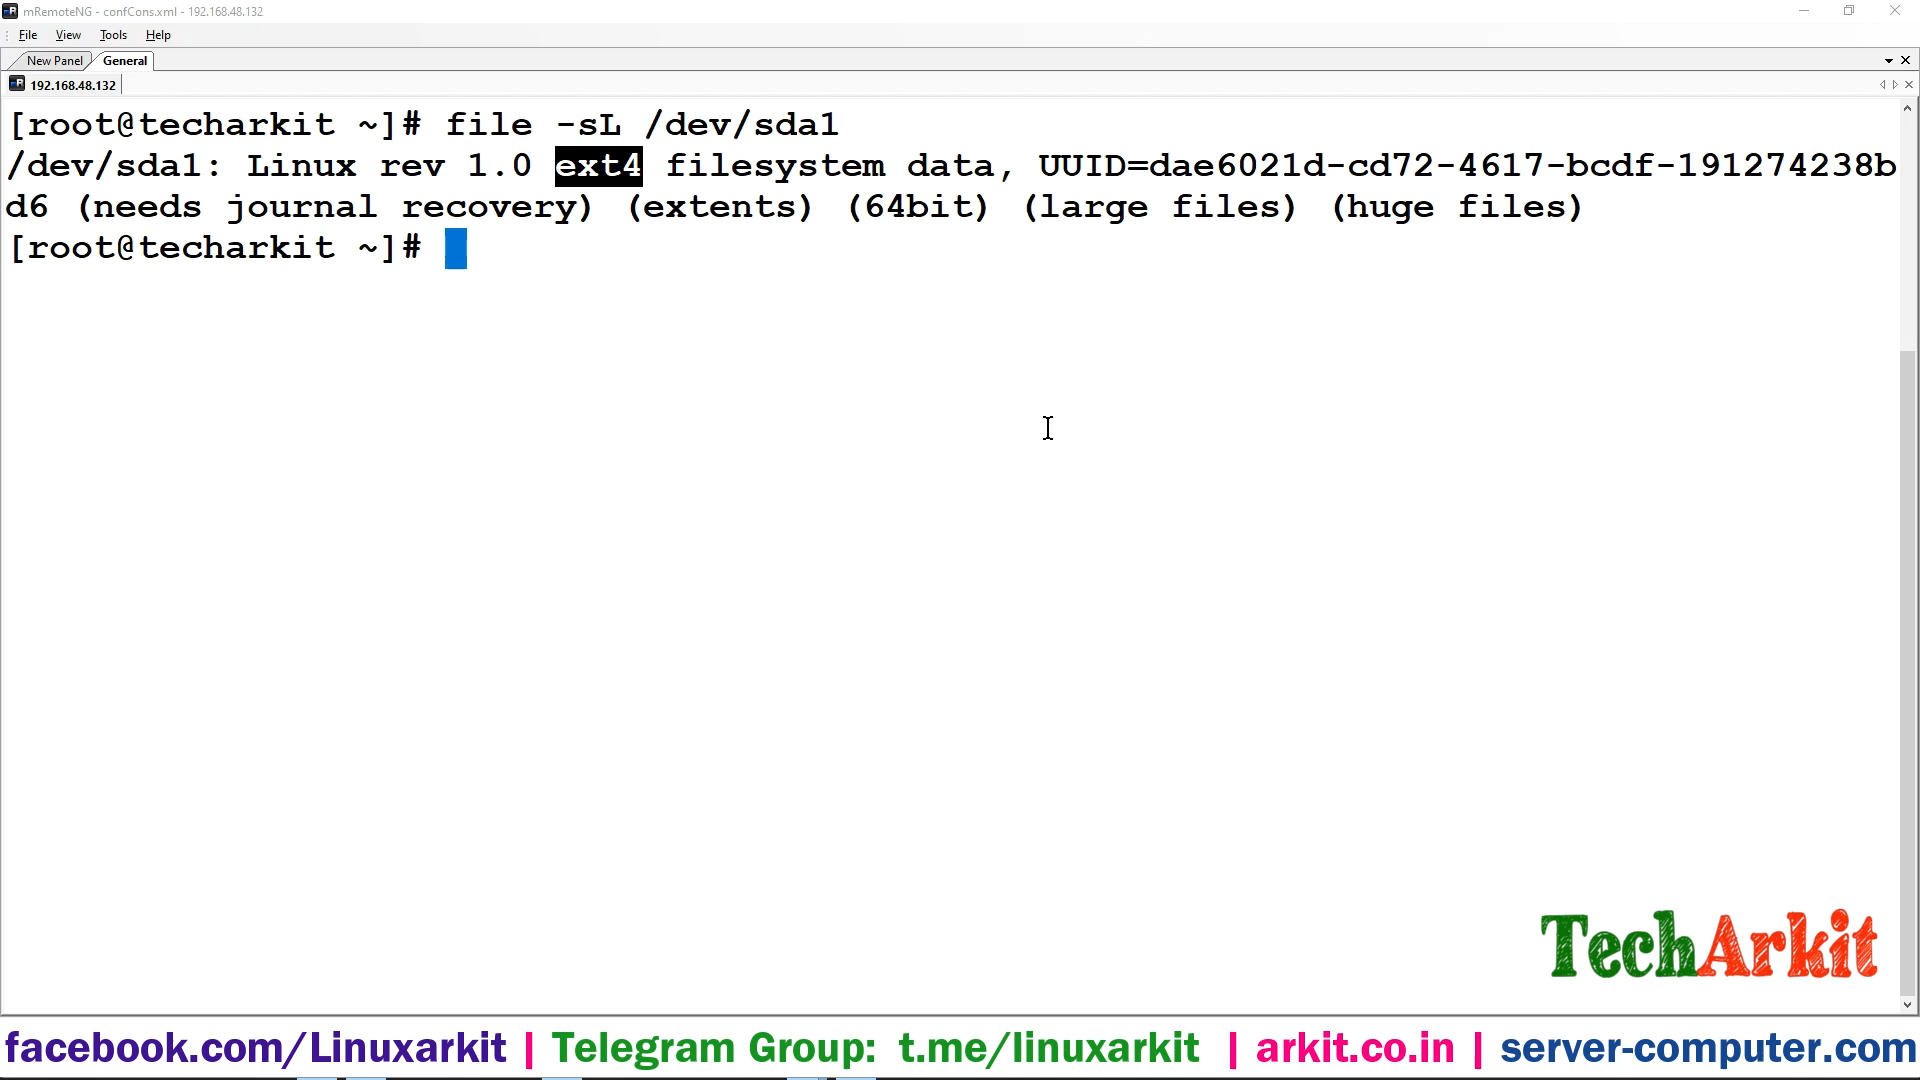 mRemoteNG - confCons.xml - 192.168.48.132
File View Tools Help
New Panel General
192.168.48.132
[root@techarkit ~]# file -sL /dev/sda1
/dev/sda1: Linux rev 1.0 ext4 filesystem data, UUID=dae6021d-cd72-4617-bcdf-191274238b
d6 (needs journal recovery) (extents) (64bit) (large files) (huge files)
[root@techarkit ~]#
TechArkit
facebook.com/Linuxarkit | Telegram Group: t.me/linuxarkit | arkit.co.in | server-computer.com